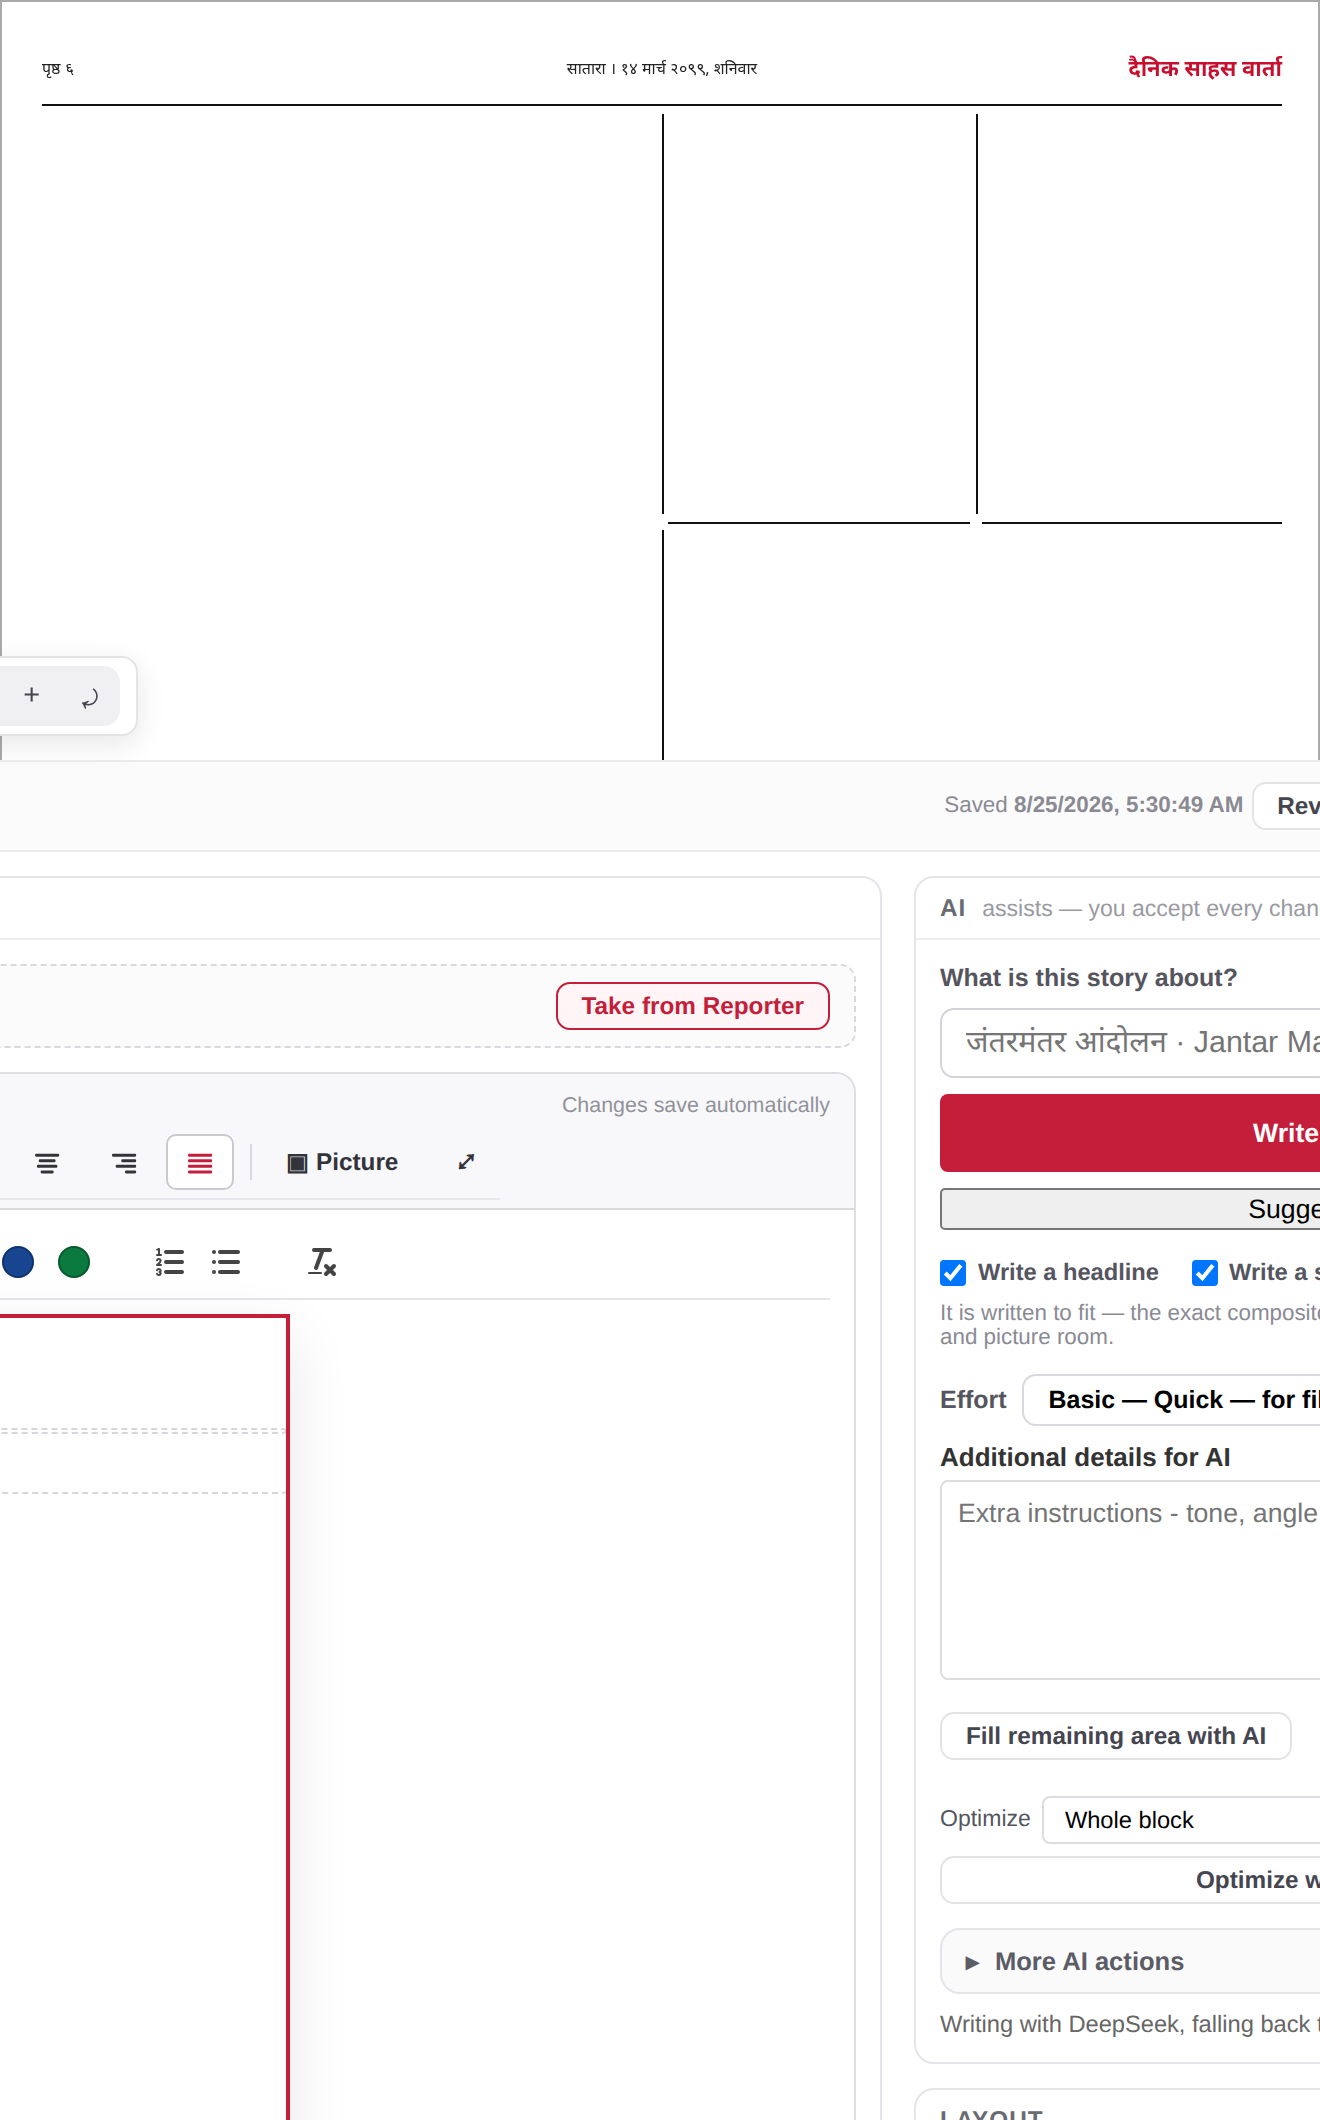 पृष्ठ ६
सातारा । १४ मार्च २०९९, शनिवार
दैनिक साहस वार्ता
Saved 8/25/2026, 5:30:49 AM
Rev
AI assists — you accept every chan
What is this story about?
Take from Reporter
जंतरमंतर आंदोलन · Jantar Ma
Changes save automatically
Write
▣ Picture
Sugge
Write a headline
Write a s
It is written to fit — the exact composite
and picture room.
Effort
Basic — Quick — for fil
Additional details for AI
Extra instructions - tone, angle
Fill remaining area with AI
Optimize
Whole block
Optimize w
More AI actions
Writing with DeepSeek, falling back t
LAYOUT